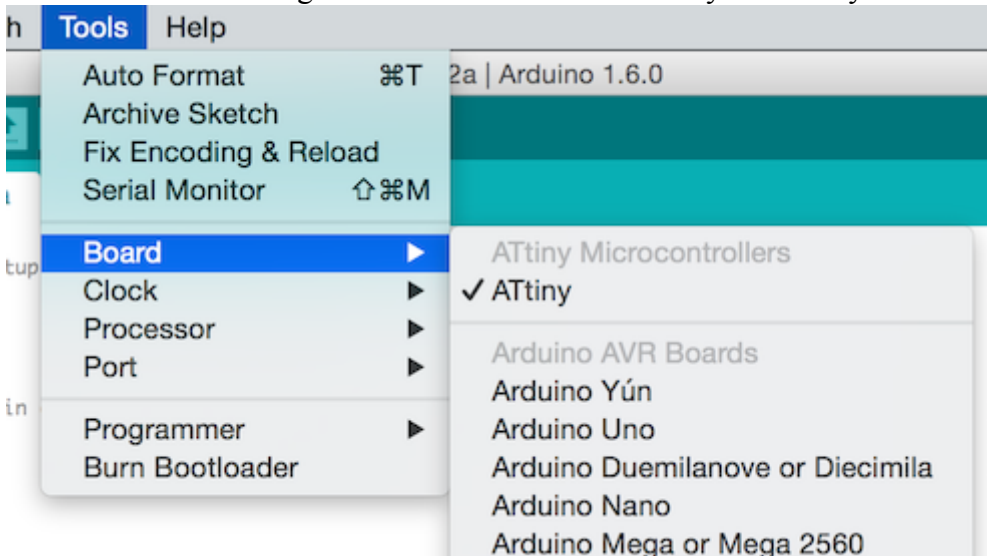 h Tools Help
Auto Format ⌘T
2a | Arduino 1.6.0
Archive Sketch
Fix Encoding & Reload
Serial Monitor ⇧⌘M
Board
ATtiny Microcontrollers
tup
Clock
✓ ATtiny
Processor
Arduino AVR Boards
Port
Arduino Yún
in
Programmer
Arduino Uno
Burn Bootloader
Arduino Duemilanove or Diecimila
Arduino Nano
Arduino Mega or Mega 2560